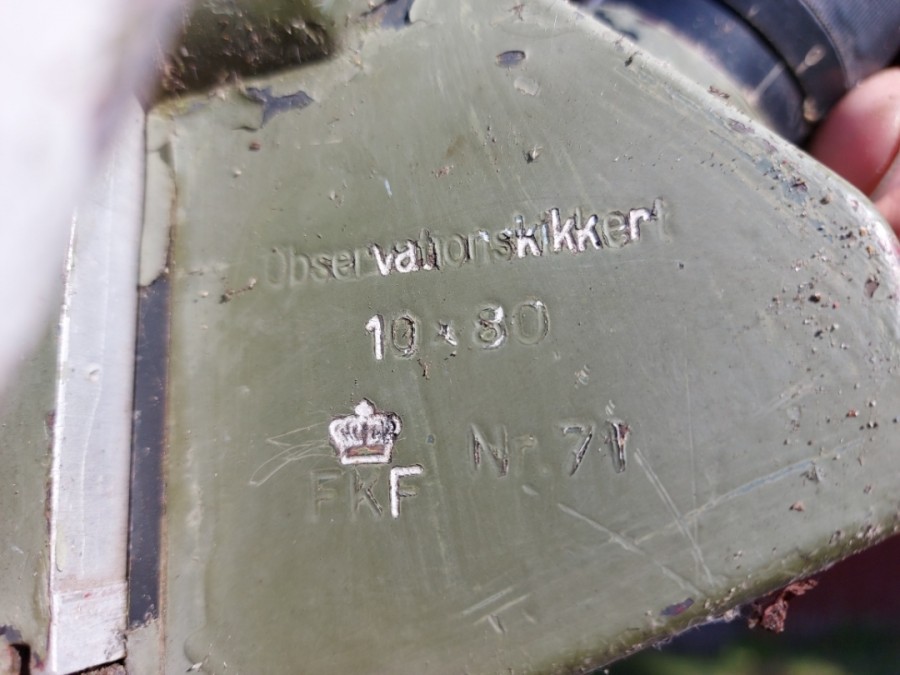 Observationskikkert
10 x 80
Nr. 71
FKF